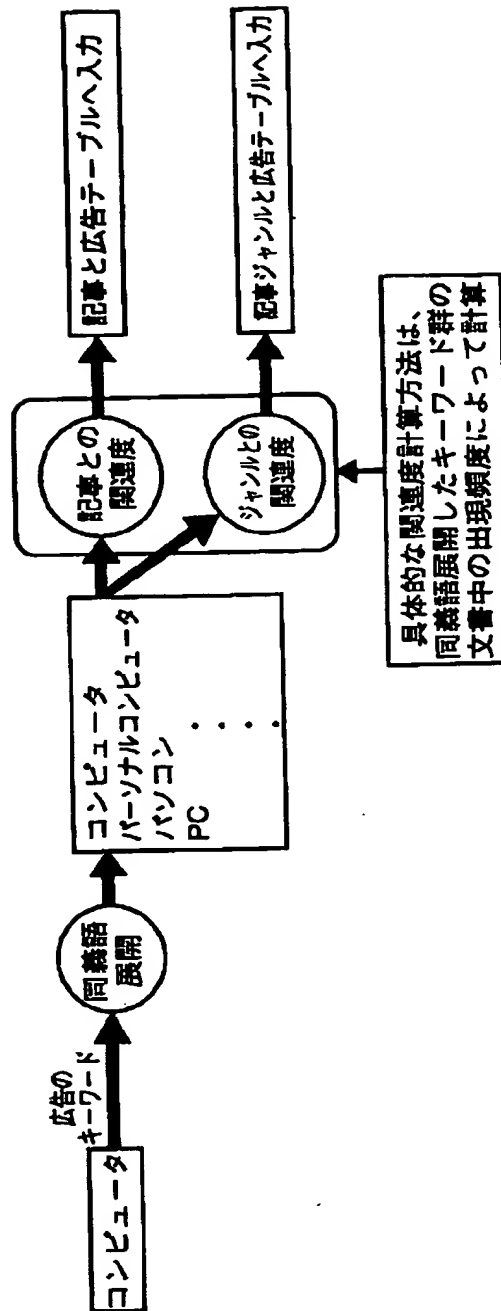 コンピュータ
広告の
キーワード
同義語
展開
コンピュータ
パーソナルコンピュータ
パソコン
PC
記事との
関連度
ジャンルとの
関連度
記事と広告テーブルへ入力
記事ジャンルと広告テーブルへ入力
具体的な関連度計算方法は、
同義語展開したキーワード群の
文書中の出現頻度によって計算